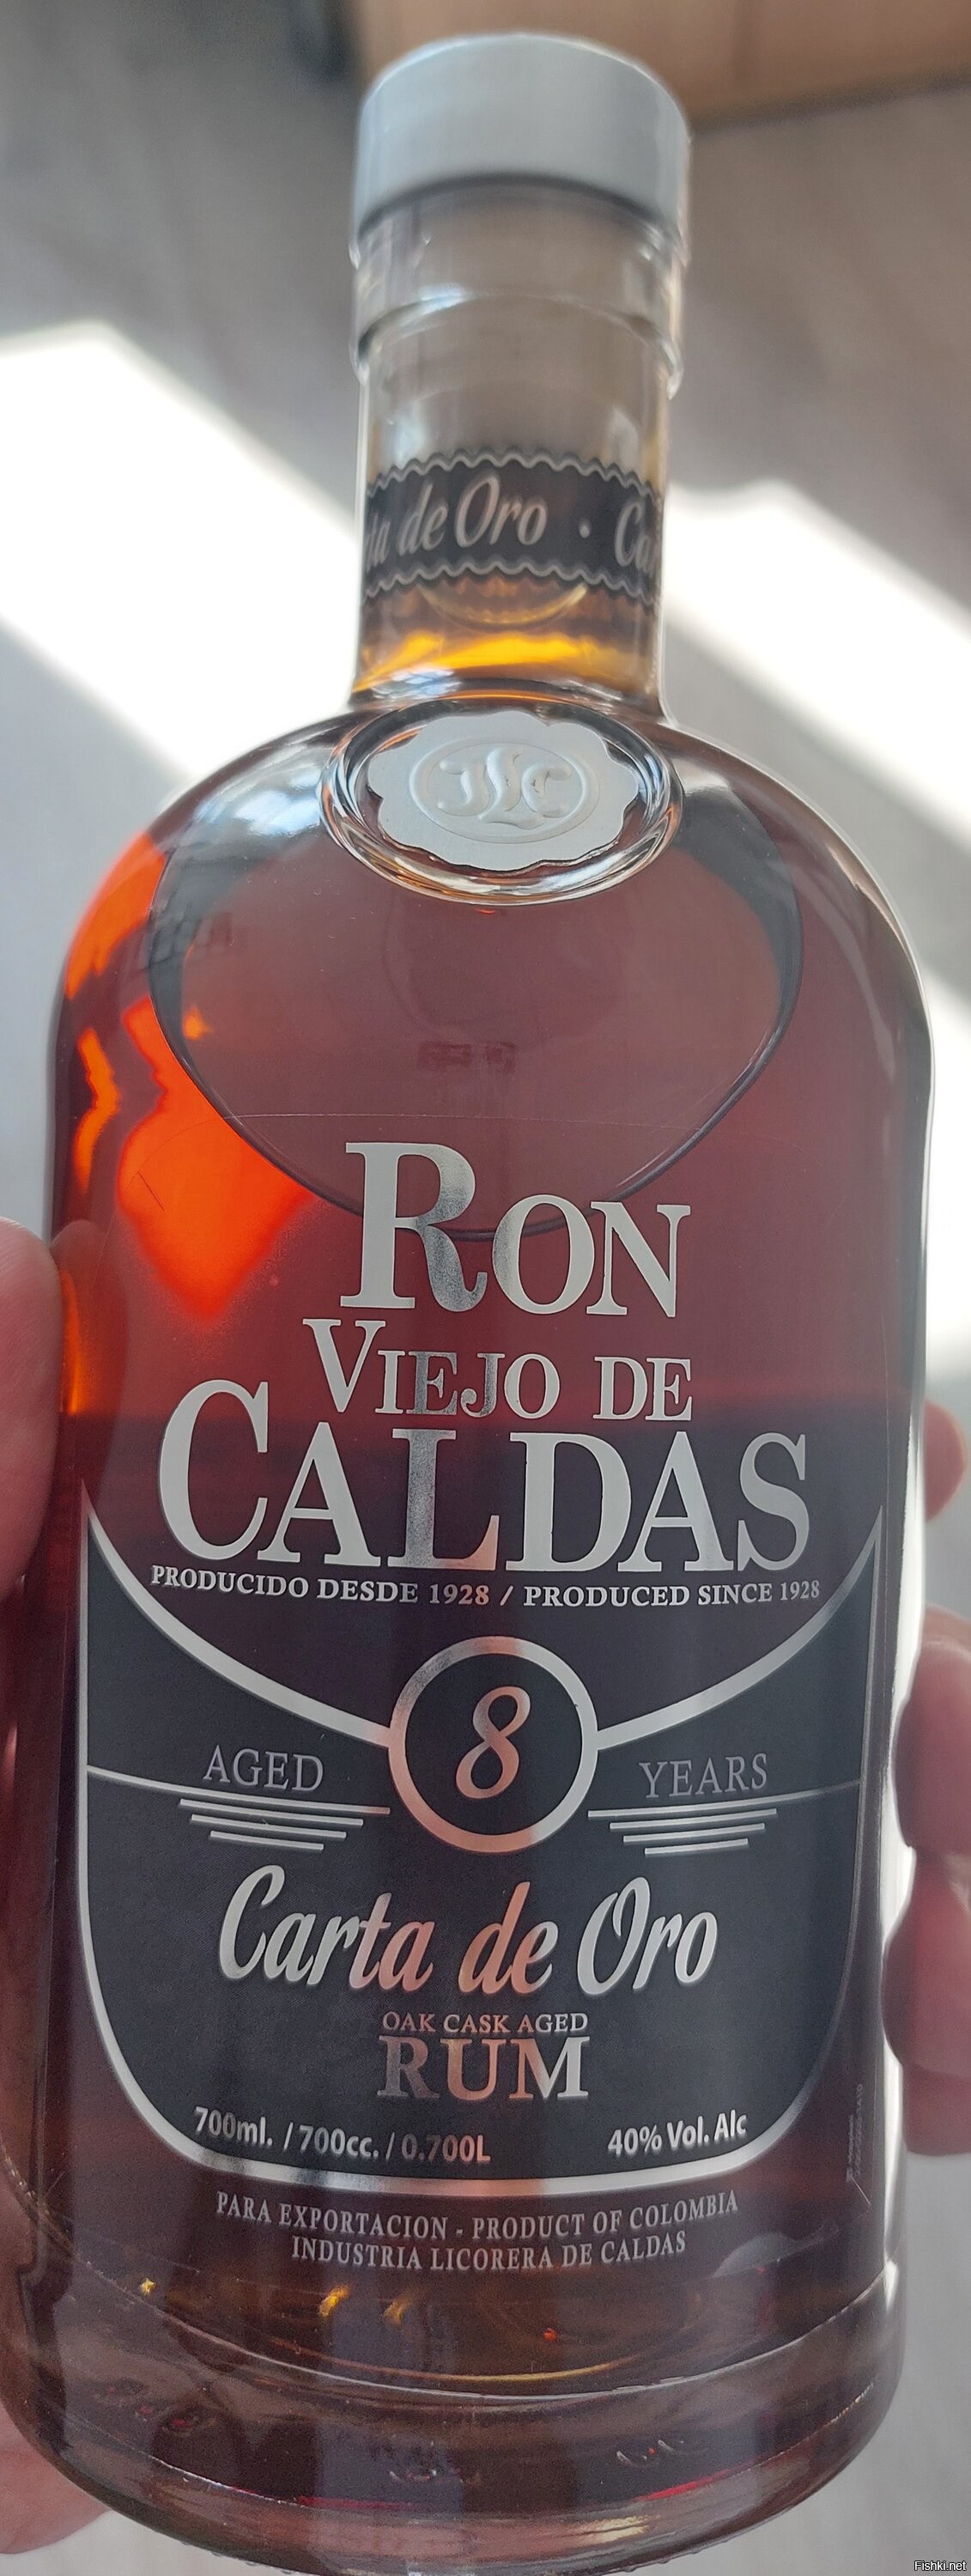 ta de Oro · Ca
JLC
RON
VIEJO DE
CALDAS
PRODUCIDO DESDE 1928 / PRODUCED SINCE 1928
8
AGED YEARS
Carta de Oro
OAK CASK AGED
RUM
700ml. / 700cc. / 0.700L 40% Vol. Alc
PARA EXPORTACION - PRODUCT OF COLOMBIA
INDUSTRIA LICORERA DE CALDAS
Fishki.net